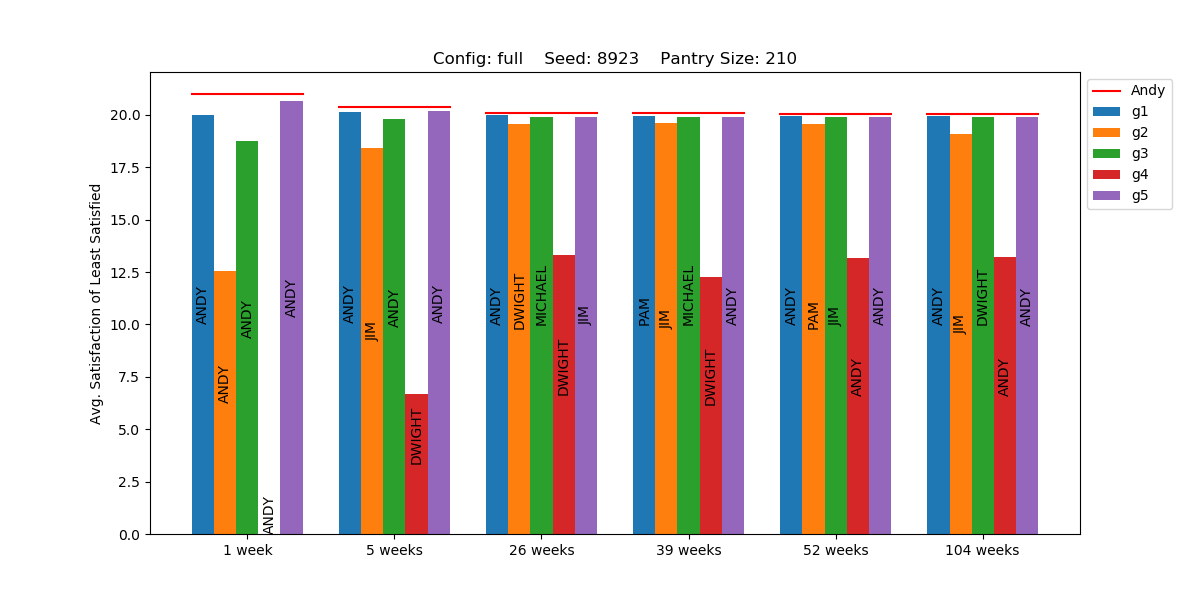 Config: full    Seed: 8923    Pantry Size: 210
Avg. Satisfaction of Least Satisfied
20.0
17.5
15.0
12.5
10.0
7.5
5.0
2.5
0.0
ANDY
ANDY
ANDY
ANDY
ANDY
ANDY
JIM
ANDY
DWIGHT
ANDY
ANDY
DWIGHT
MICHAEL
DWIGHT
JIM
PAM
JIM
MICHAEL
DWIGHT
ANDY
ANDY
PAM
JIM
ANDY
ANDY
ANDY
JIM
DWIGHT
ANDY
ANDY
1 week
5 weeks
26 weeks
39 weeks
52 weeks
104 weeks
Andy
g1
g2
g3
g4
g5